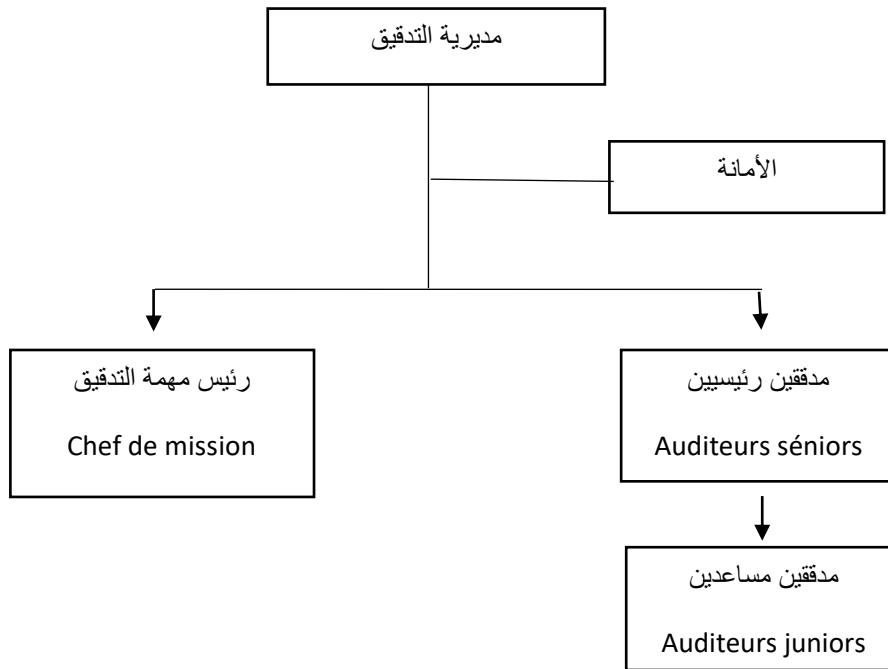 مديرية التدقيق
الأمانة
رئيس مهمة التدقيق
Chef de mission
مدققين رئيسيين
Auditeurs séniors
مدققين مساعدين
Auditeurs juniors